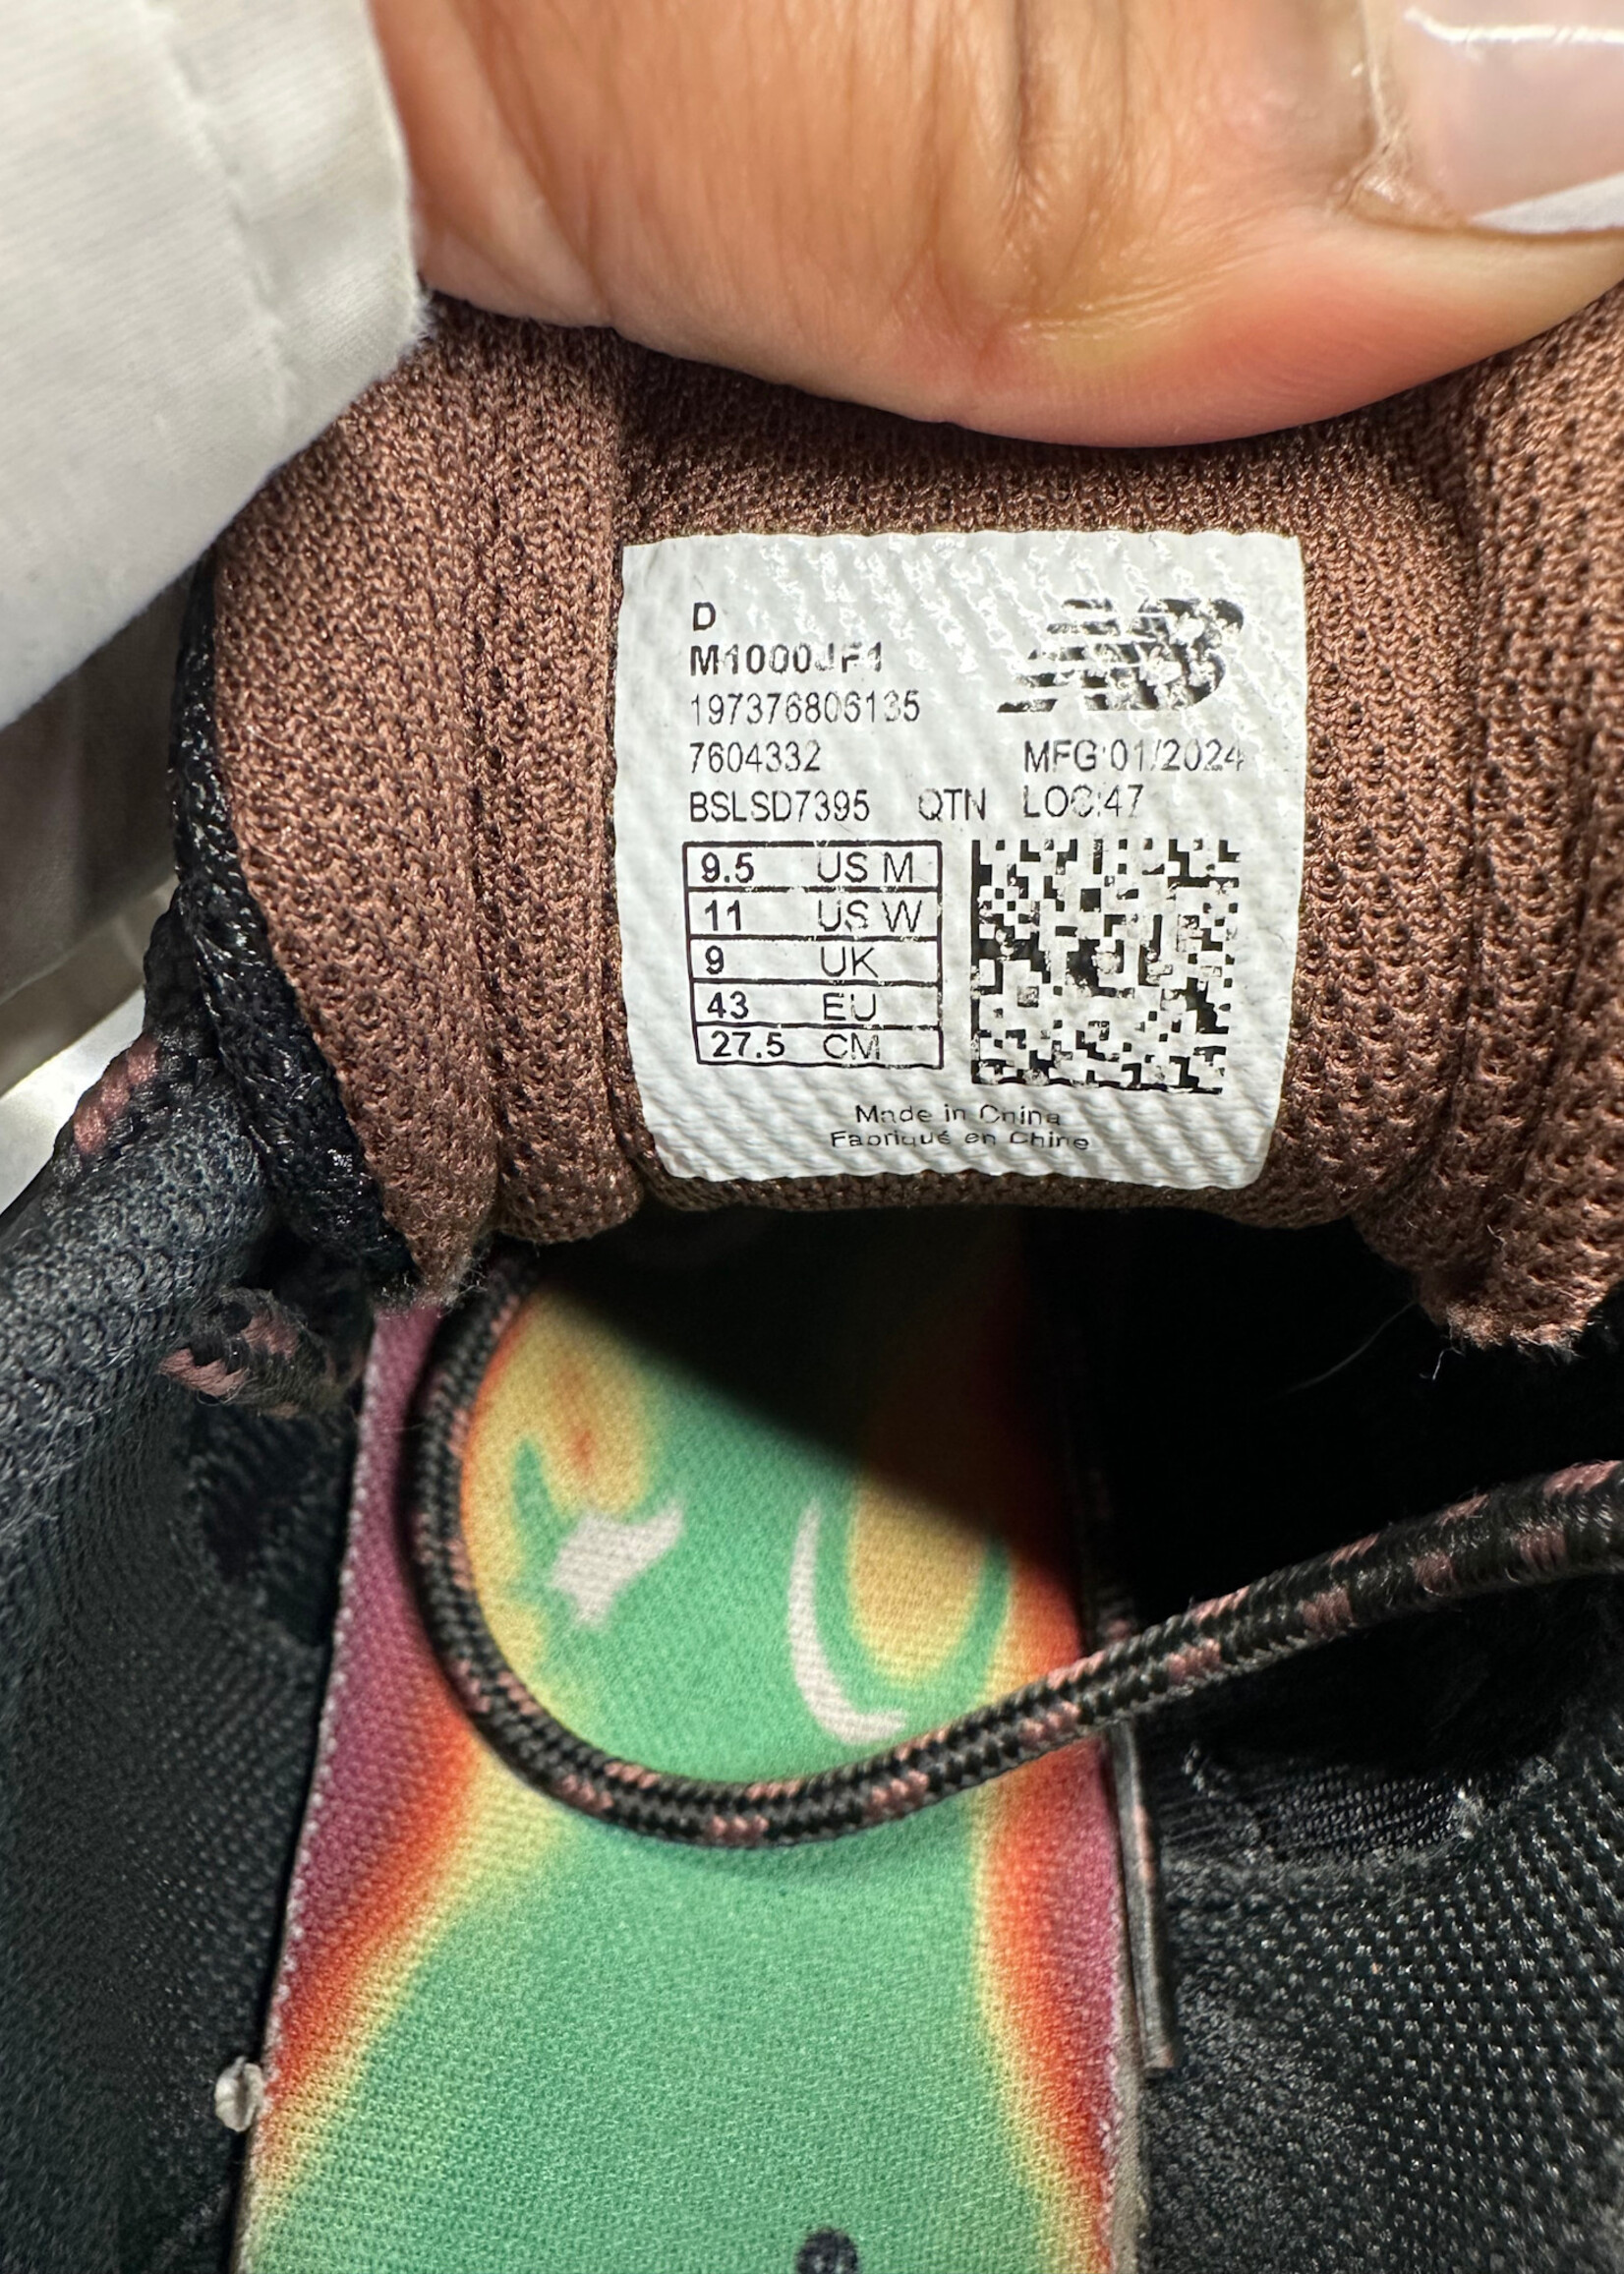 D
M1000JF1
197376806135
7604332 MFG:01/2024
BSLSD7395 QTN LOC:47
9.5 US M
11 US W
9 UK
43 EU
27.5 CM
Made in China
Fabriqué en Chine